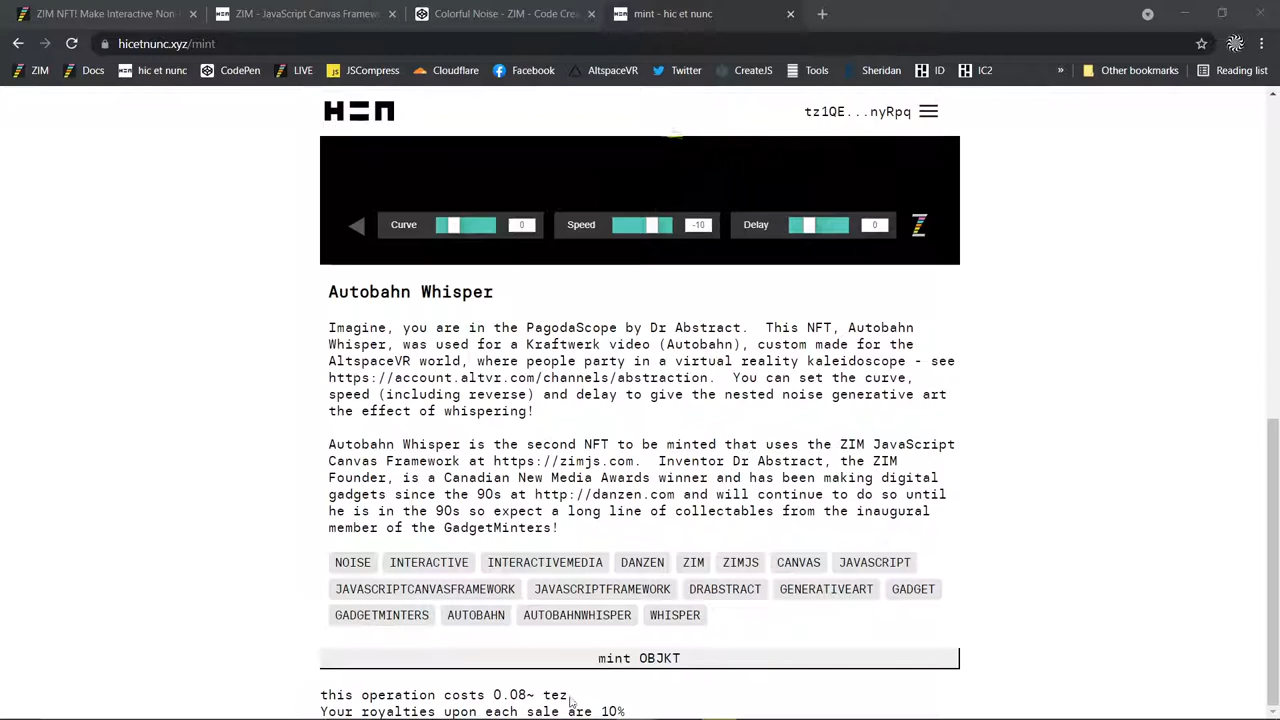 ZIM NFT! Make Interactive Non-
ZIM - JavaScript Canvas Framew
Colorful Noise - ZIM - Code Crea
mint - hic et nunc
hicetnunc.xyz/mint
ZIM
Docs
hic et nunc
CodePen
LIVE
JSCompress
Cloudflare
Facebook
AltspaceVR
Twitter
CreateJS
Tools
Sheridan
ID
IC2
»
Other bookmarks
Reading list
tz1QE...nyRpq
Curve 0 Speed -10 Delay 0
Autobahn Whisper
Imagine, you are in the PagodaScope by Dr Abstract. This NFT, Autobahn
Whisper, was used for a Kraftwerk video (Autobahn), custom made for the
AltspaceVR world, where people party in a virtual reality kaleidoscope - see
https://account.altvr.com/channels/abstraction. You can set the curve,
speed (including reverse) and delay to give the nested noise generative art
the effect of whispering!
Autobahn Whisper is the second NFT to be minted that uses the ZIM JavaScript
Canvas Framework at https://zimjs.com. Inventor Dr Abstract, the ZIM
Founder, is a Canadian New Media Awards winner and has been making digital
gadgets since the 90s at http://danzen.com and will continue to do so until
he is in the 90s so expect a long line of collectables from the inaugural
member of the GadgetMinters!
NOISE INTERACTIVE INTERACTIVEMEDIA DANZEN ZIM ZIMJS CANVAS JAVASCRIPT
JAVASCRIPTCANVASFRAMEWORK JAVASCRIPTFRAMEWORK DRABSTRACT GENERATIVEART GADGET
GADGETMINTERS AUTOBAHN AUTOBAHNWHISPER WHISPER
mint OBJKT
this operation costs 0.08~ tez
Your royalties upon each sale are 10%